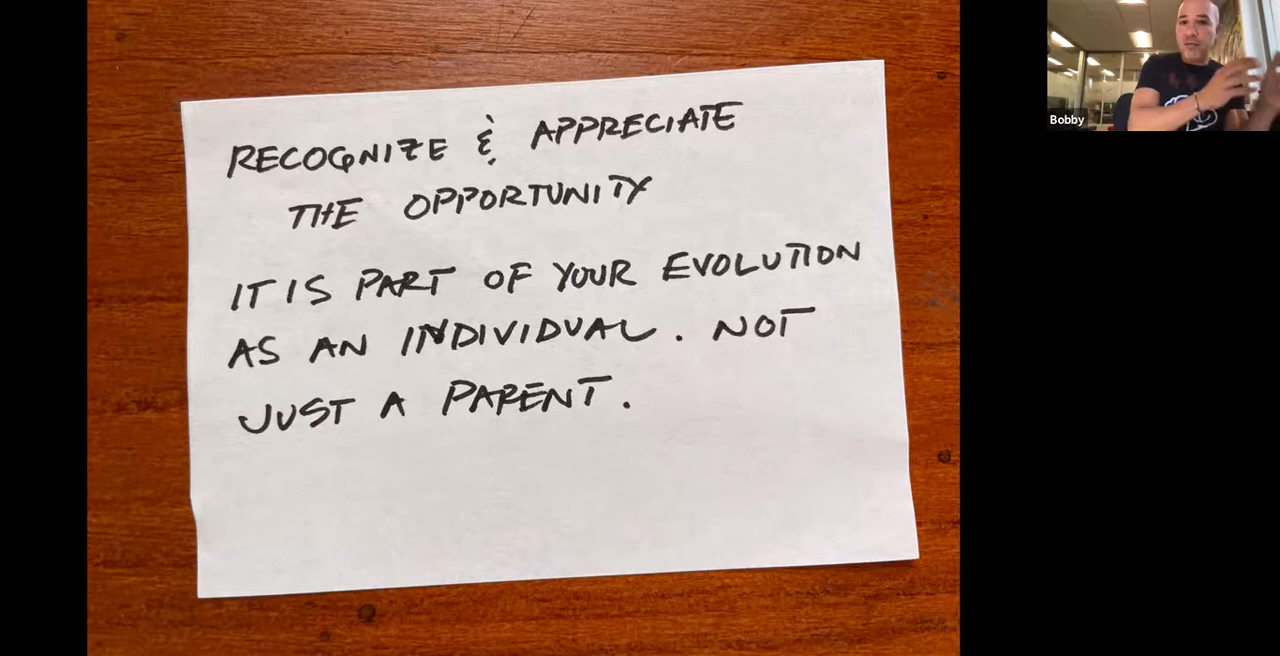 RECOGNIZE & APPRECIATE
THE OPPORTUNITY
IT IS PART OF YOUR EVOLUTION
AS AN INDIVIDUAL. NOT
JUST A PARENT.
Bobby